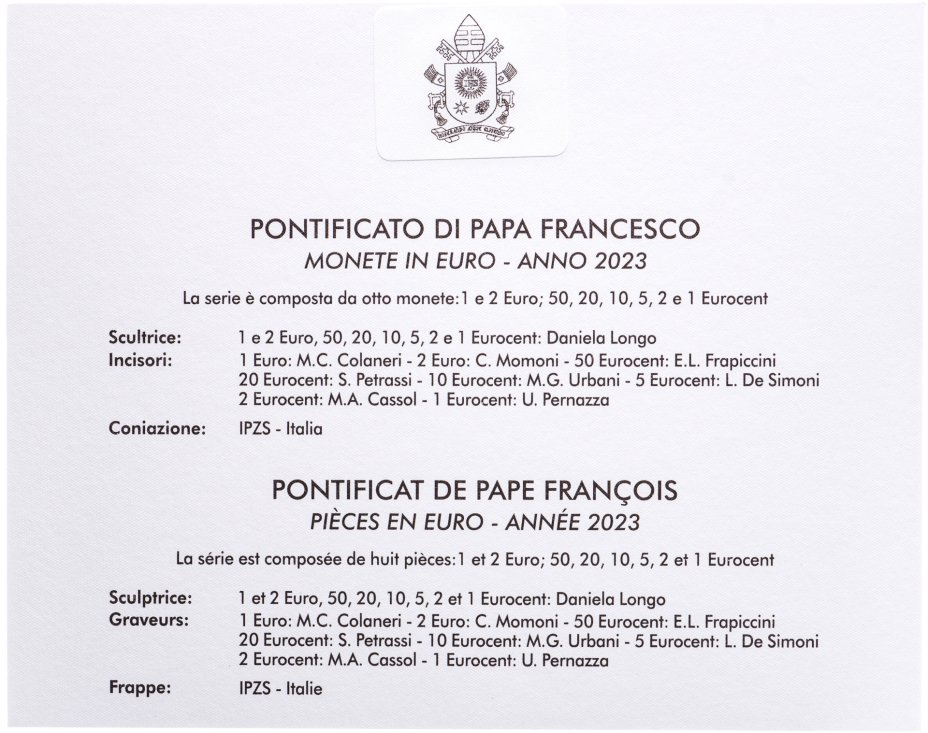 MISERANDO ATQUE ELIGENDO
PONTIFICATO DI PAPA FRANCESCO
MONETE IN EURO - ANNO 2023
La serie è composta da otto monete:1 e 2 Euro; 50, 20, 10, 5, 2 e 1 Eurocent
Scultrice: 1 e 2 Euro, 50, 20, 10, 5, 2 e 1 Eurocent: Daniela Longo
Incisori: 1 Euro: M.C. Colaneri - 2 Euro: C. Momoni - 50 Eurocent: E.L. Frapiccini
20 Eurocent: S. Petrassi - 10 Eurocent: M.G. Urbani - 5 Eurocent: L. De Simoni
2 Eurocent: M.A. Cassol - 1 Eurocent: U. Pernazza
Coniazione: IPZS - Italia
PONTIFICAT DE PAPE FRANÇOIS
PIÈCES EN EURO - ANNÉE 2023
La série est composée de huit pièces:1 et 2 Euro; 50, 20, 10, 5, 2 et 1 Eurocent
Sculptrice: 1 et 2 Euro, 50, 20, 10, 5, 2 et 1 Eurocent: Daniela Longo
Graveurs: 1 Euro: M.C. Colaneri - 2 Euro: C. Momoni - 50 Eurocent: E.L. Frapiccini
20 Eurocent: S. Petrassi - 10 Eurocent: M.G. Urbani - 5 Eurocent: L. De Simoni
2 Eurocent: M.A. Cassol - 1 Eurocent: U. Pernazza
Frappe: IPZS - Italie